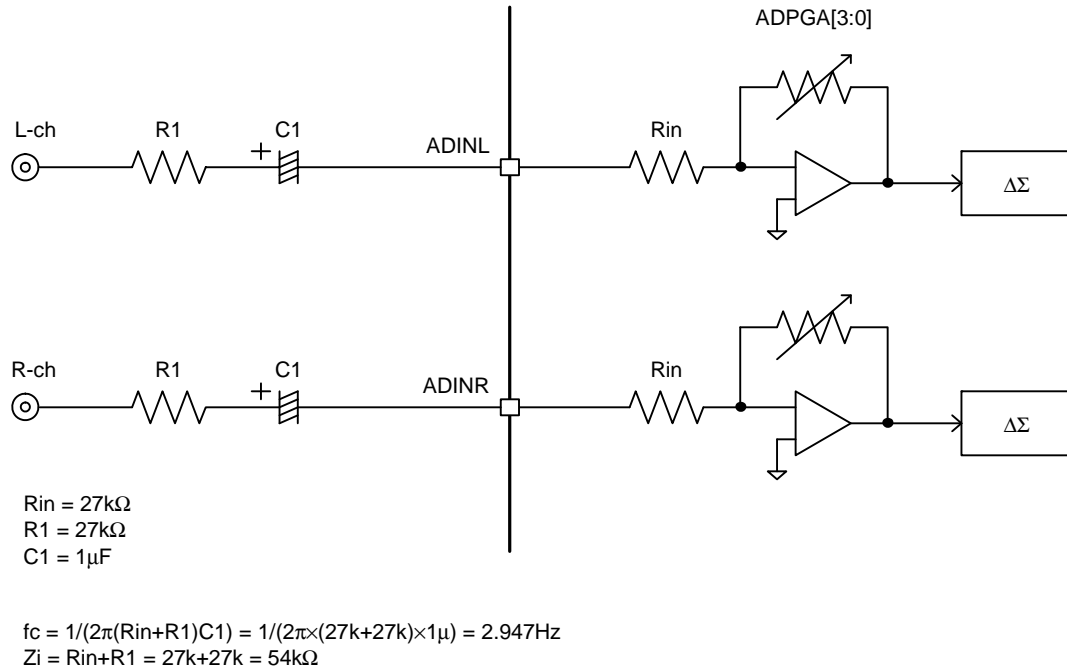 ADPGA[3:0]
L-ch R1 + C1 ADINL Rin ΔΣ
R-ch R1 + C1 ADINR Rin ΔΣ
Rin = 27kΩ
R1 = 27kΩ
C1 = 1μF
fc = 1/(2π(Rin+R1)C1) = 1/(2π×(27k+27k)×1μ) = 2.947Hz
Zi = Rin+R1 = 27k+27k = 54kΩ